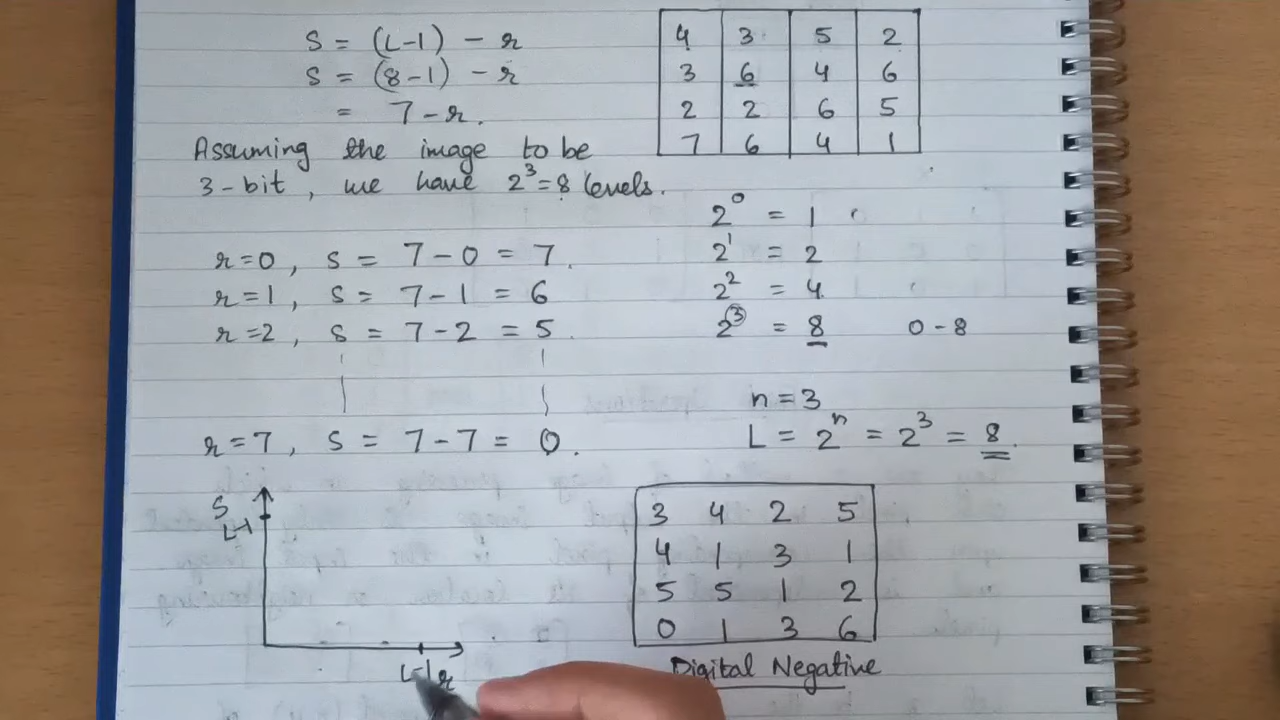 S = (L-1) - r
S = (8-1) - r
= 7 - r.
Assuming the image to be
3-bit, we have 2³=8 levels.
4 3 5 2
3 6 4 6
2 2 6 5
7 6 4 1
2⁰ = 1
2¹ = 2
2² = 4
2³ = 8 0-8
r=0, S = 7-0 = 7.
r=1, S = 7-1 = 6
r=2, S = 7-2 = 5.
r=7, S = 7-7 = 0.
n=3
L = 2ⁿ = 2³ = 8.
S
L-1
L-1
r
3 4 2 5
4 1 3 1
5 5 1 2
0 1 3 6
Digital Negative